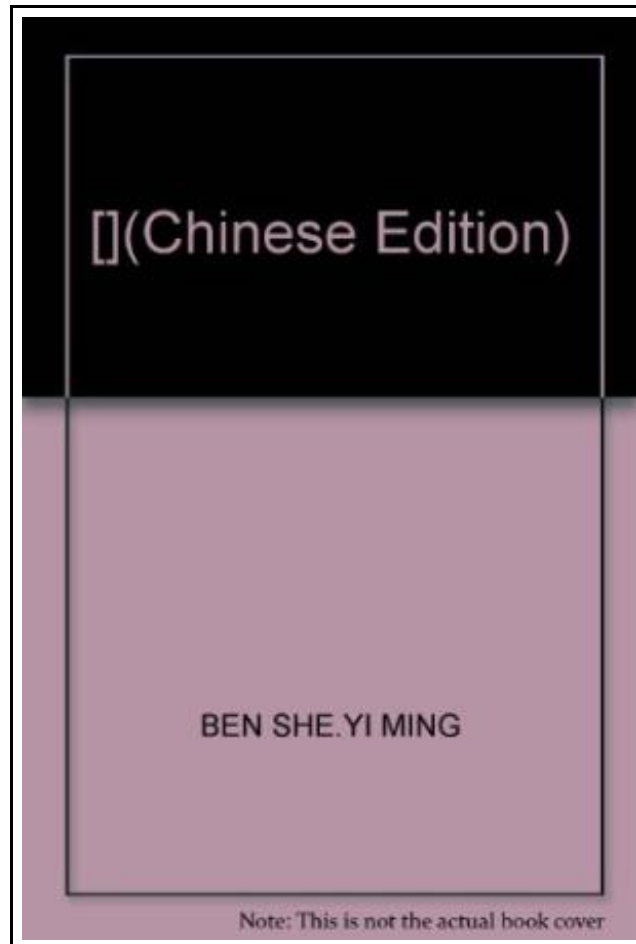 [](Chinese Edition)
BEN SHE.YI MING
Note: This is not the actual book cover